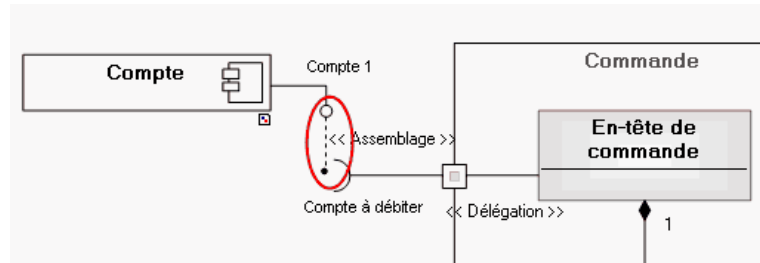 Commande
Compte
Compte 1
En-tête de
commande
<< Assemblage >>
Compte à débiter
<< Délégation >>
1